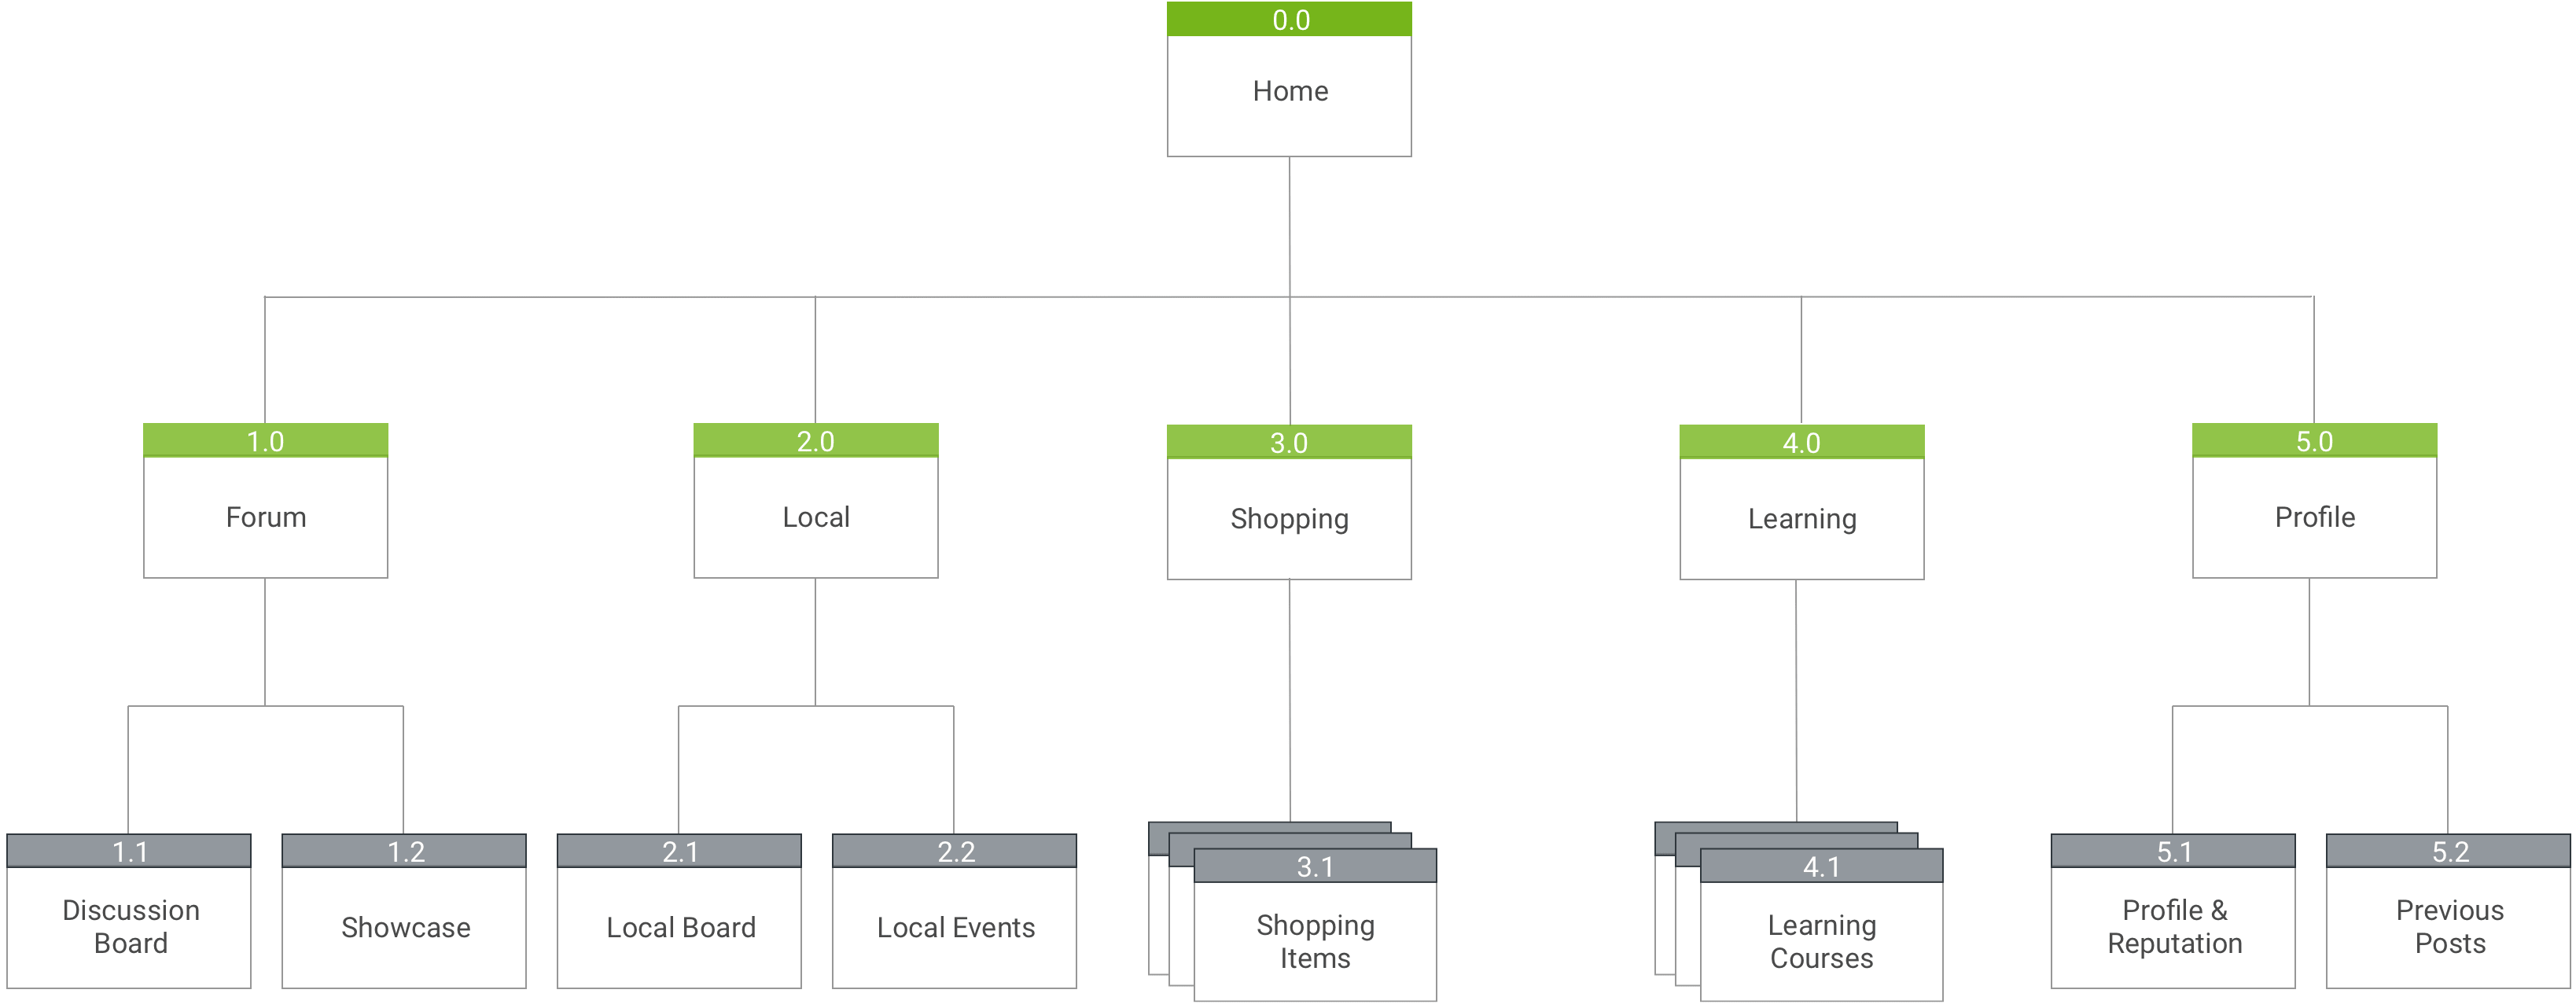 0.0
Home
1.0
Forum
2.0
Local
3.0
Shopping
4.0
Learning
5.0
Profile
1.1
Discussion
Board
1.2
Showcase
2.1
Local Board
2.2
Local Events
3.1
Shopping
Items
4.1
Learning
Courses
5.1
Profile &
Reputation
5.2
Previous
Posts